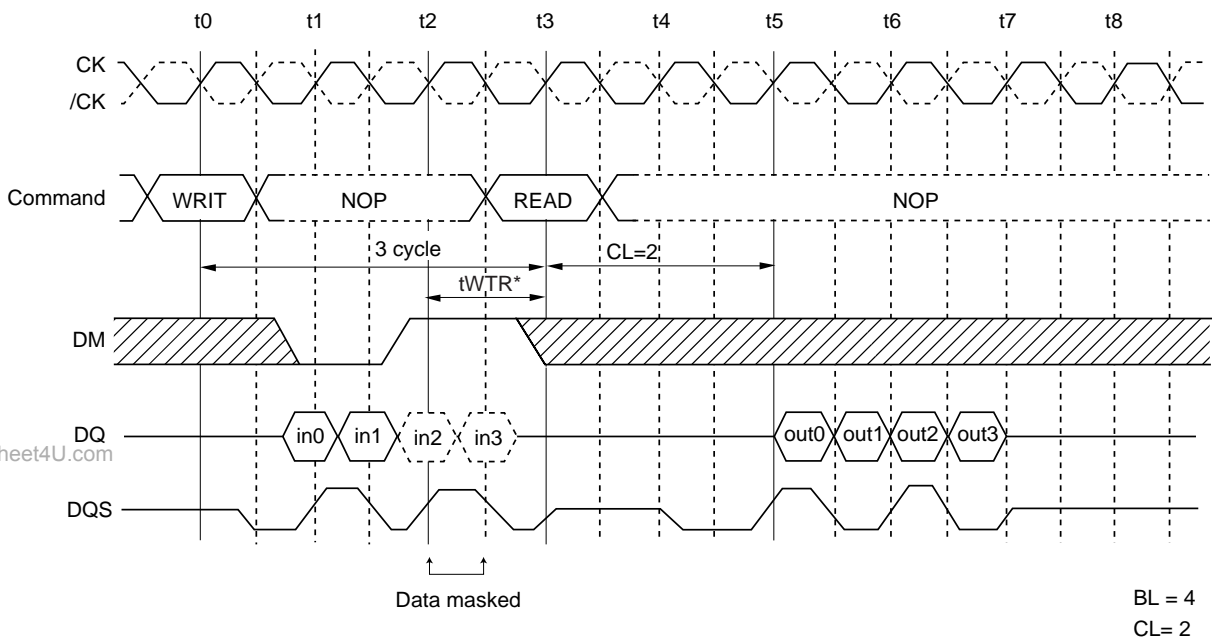 t0 t1 t2 t3 t4 t5 t6 t7 t8
CK
/CK
Command WRIT NOP READ NOP
3 cycle CL=2
tWTR*
DM
DQ in0 in1 in2 in3 out0 out1 out2 out3
heet4U.com
DQS
Data masked
BL = 4
CL= 2